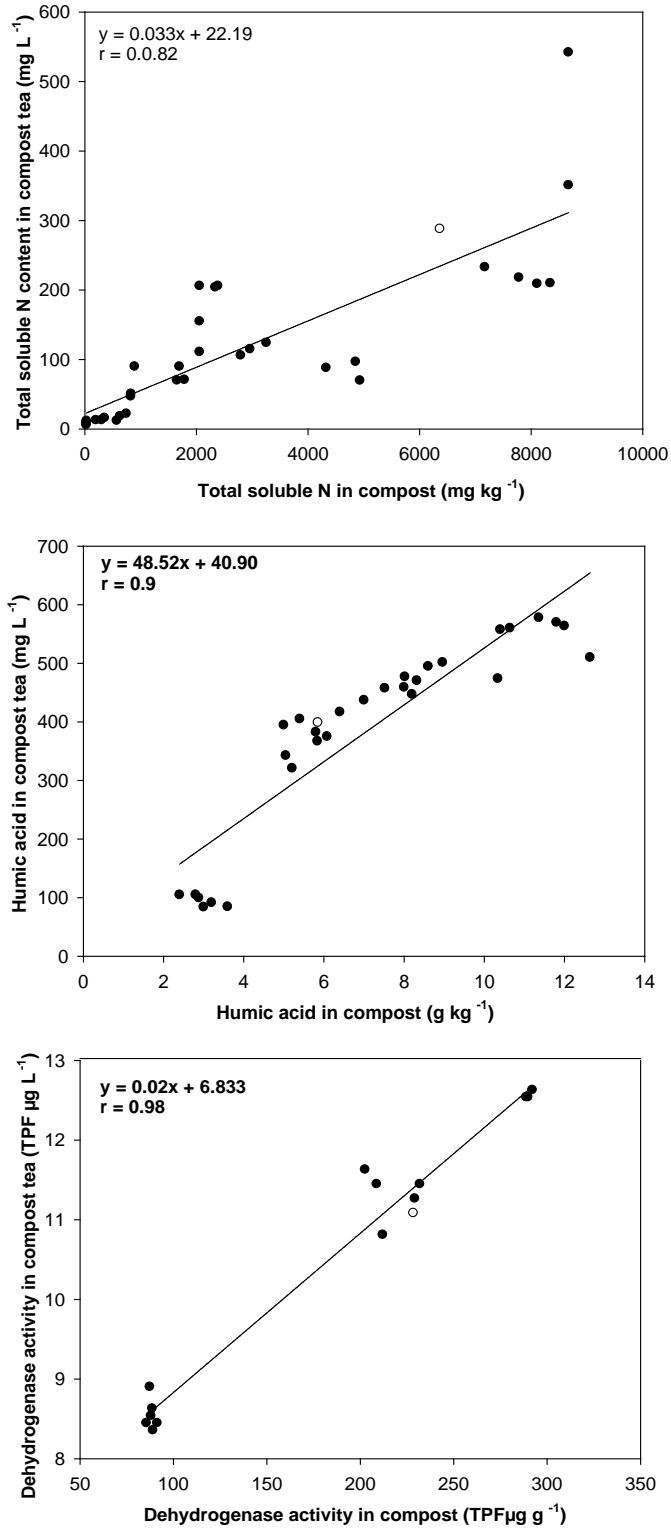 y = 0.033x + 22.19
r = 0.0.82
Total soluble N content in compost tea (mg L -1)
600
500
400
300
200
100
0
0 2000 4000 6000 8000 10000
Total soluble N in compost (mg kg -1)
y = 48.52x + 40.90
r = 0.9
Humic acid in compost tea (mg L -1)
700
600
500
400
300
200
100
0
0 2 4 6 8 10 12 14
Humic acid in compost (g kg -1)
y = 0.02x + 6.833
r = 0.98
Dehydrogenase activity in compost tea (TPF µg L -1)
13
12
11
10
9
8
50 100 150 200 250 300 350
Dehydrogenase activity in compost (TPFµg g -1)